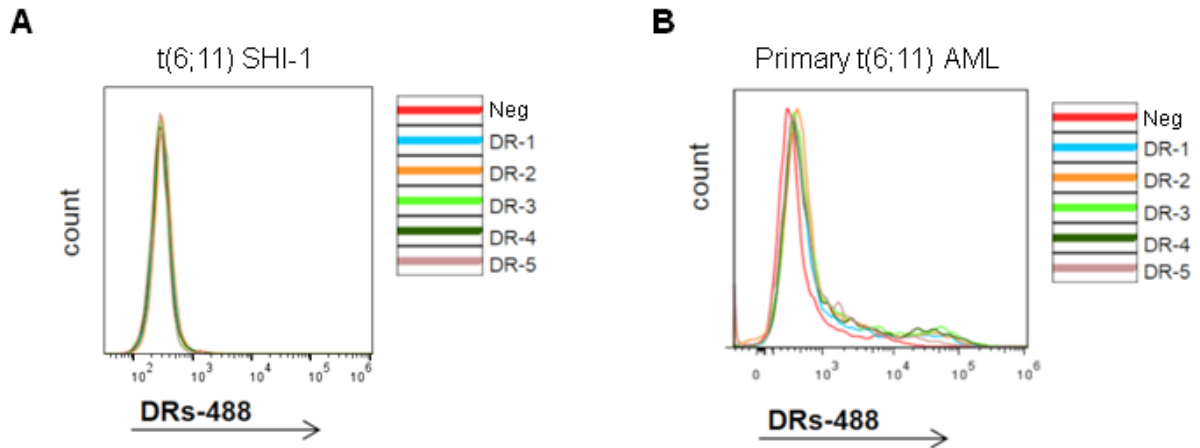 A
t(6;11) SHI-1
count
Neg
DR-1
DR-2
DR-3
DR-4
DR-5
10² 10³ 10⁴ 10⁵ 10⁶
DRs-488
B
Primary t(6;11) AML
count
Neg
DR-1
DR-2
DR-3
DR-4
DR-5
0 10³ 10⁴ 10⁵ 10⁶
DRs-488